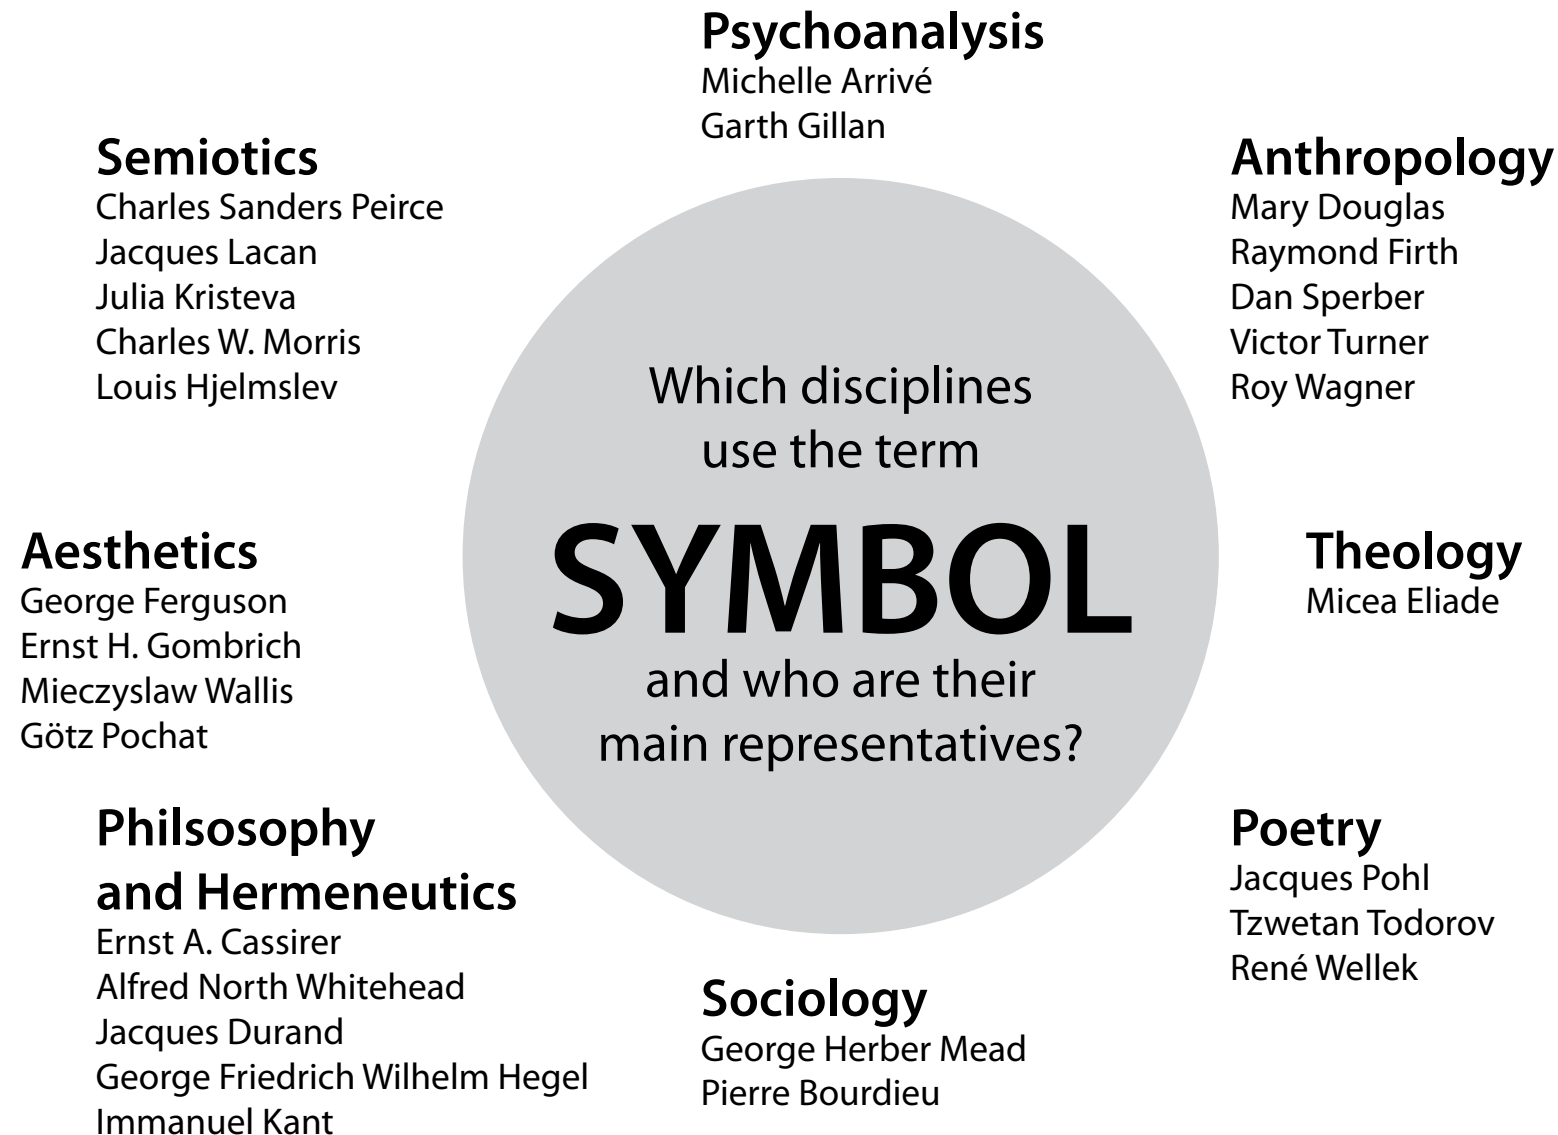 Psychoanalysis
Michelle Arrivé
Garth Gillan
Semiotics
Charles Sanders Peirce
Jacques Lacan
Julia Kristeva
Charles W. Morris
Louis Hjelmslev
Anthropology
Mary Douglas
Raymond Firth
Dan Sperber
Victor Turner
Roy Wagner
Which disciplines
use the term
SYMBOL
and who are their
main representatives?
Aesthetics
George Ferguson
Ernst H. Gombrich
Mieczyslaw Wallis
Götz Pochat
Theology
Micea Eliade
Philsosophy
and Hermeneutics
Ernst A. Cassirer
Alfred North Whitehead
Jacques Durand
George Friedrich Wilhelm Hegel
Immanuel Kant
Poetry
Jacques Pohl
Tzwetan Todorov
René Wellek
Sociology
George Herber Mead
Pierre Bourdieu